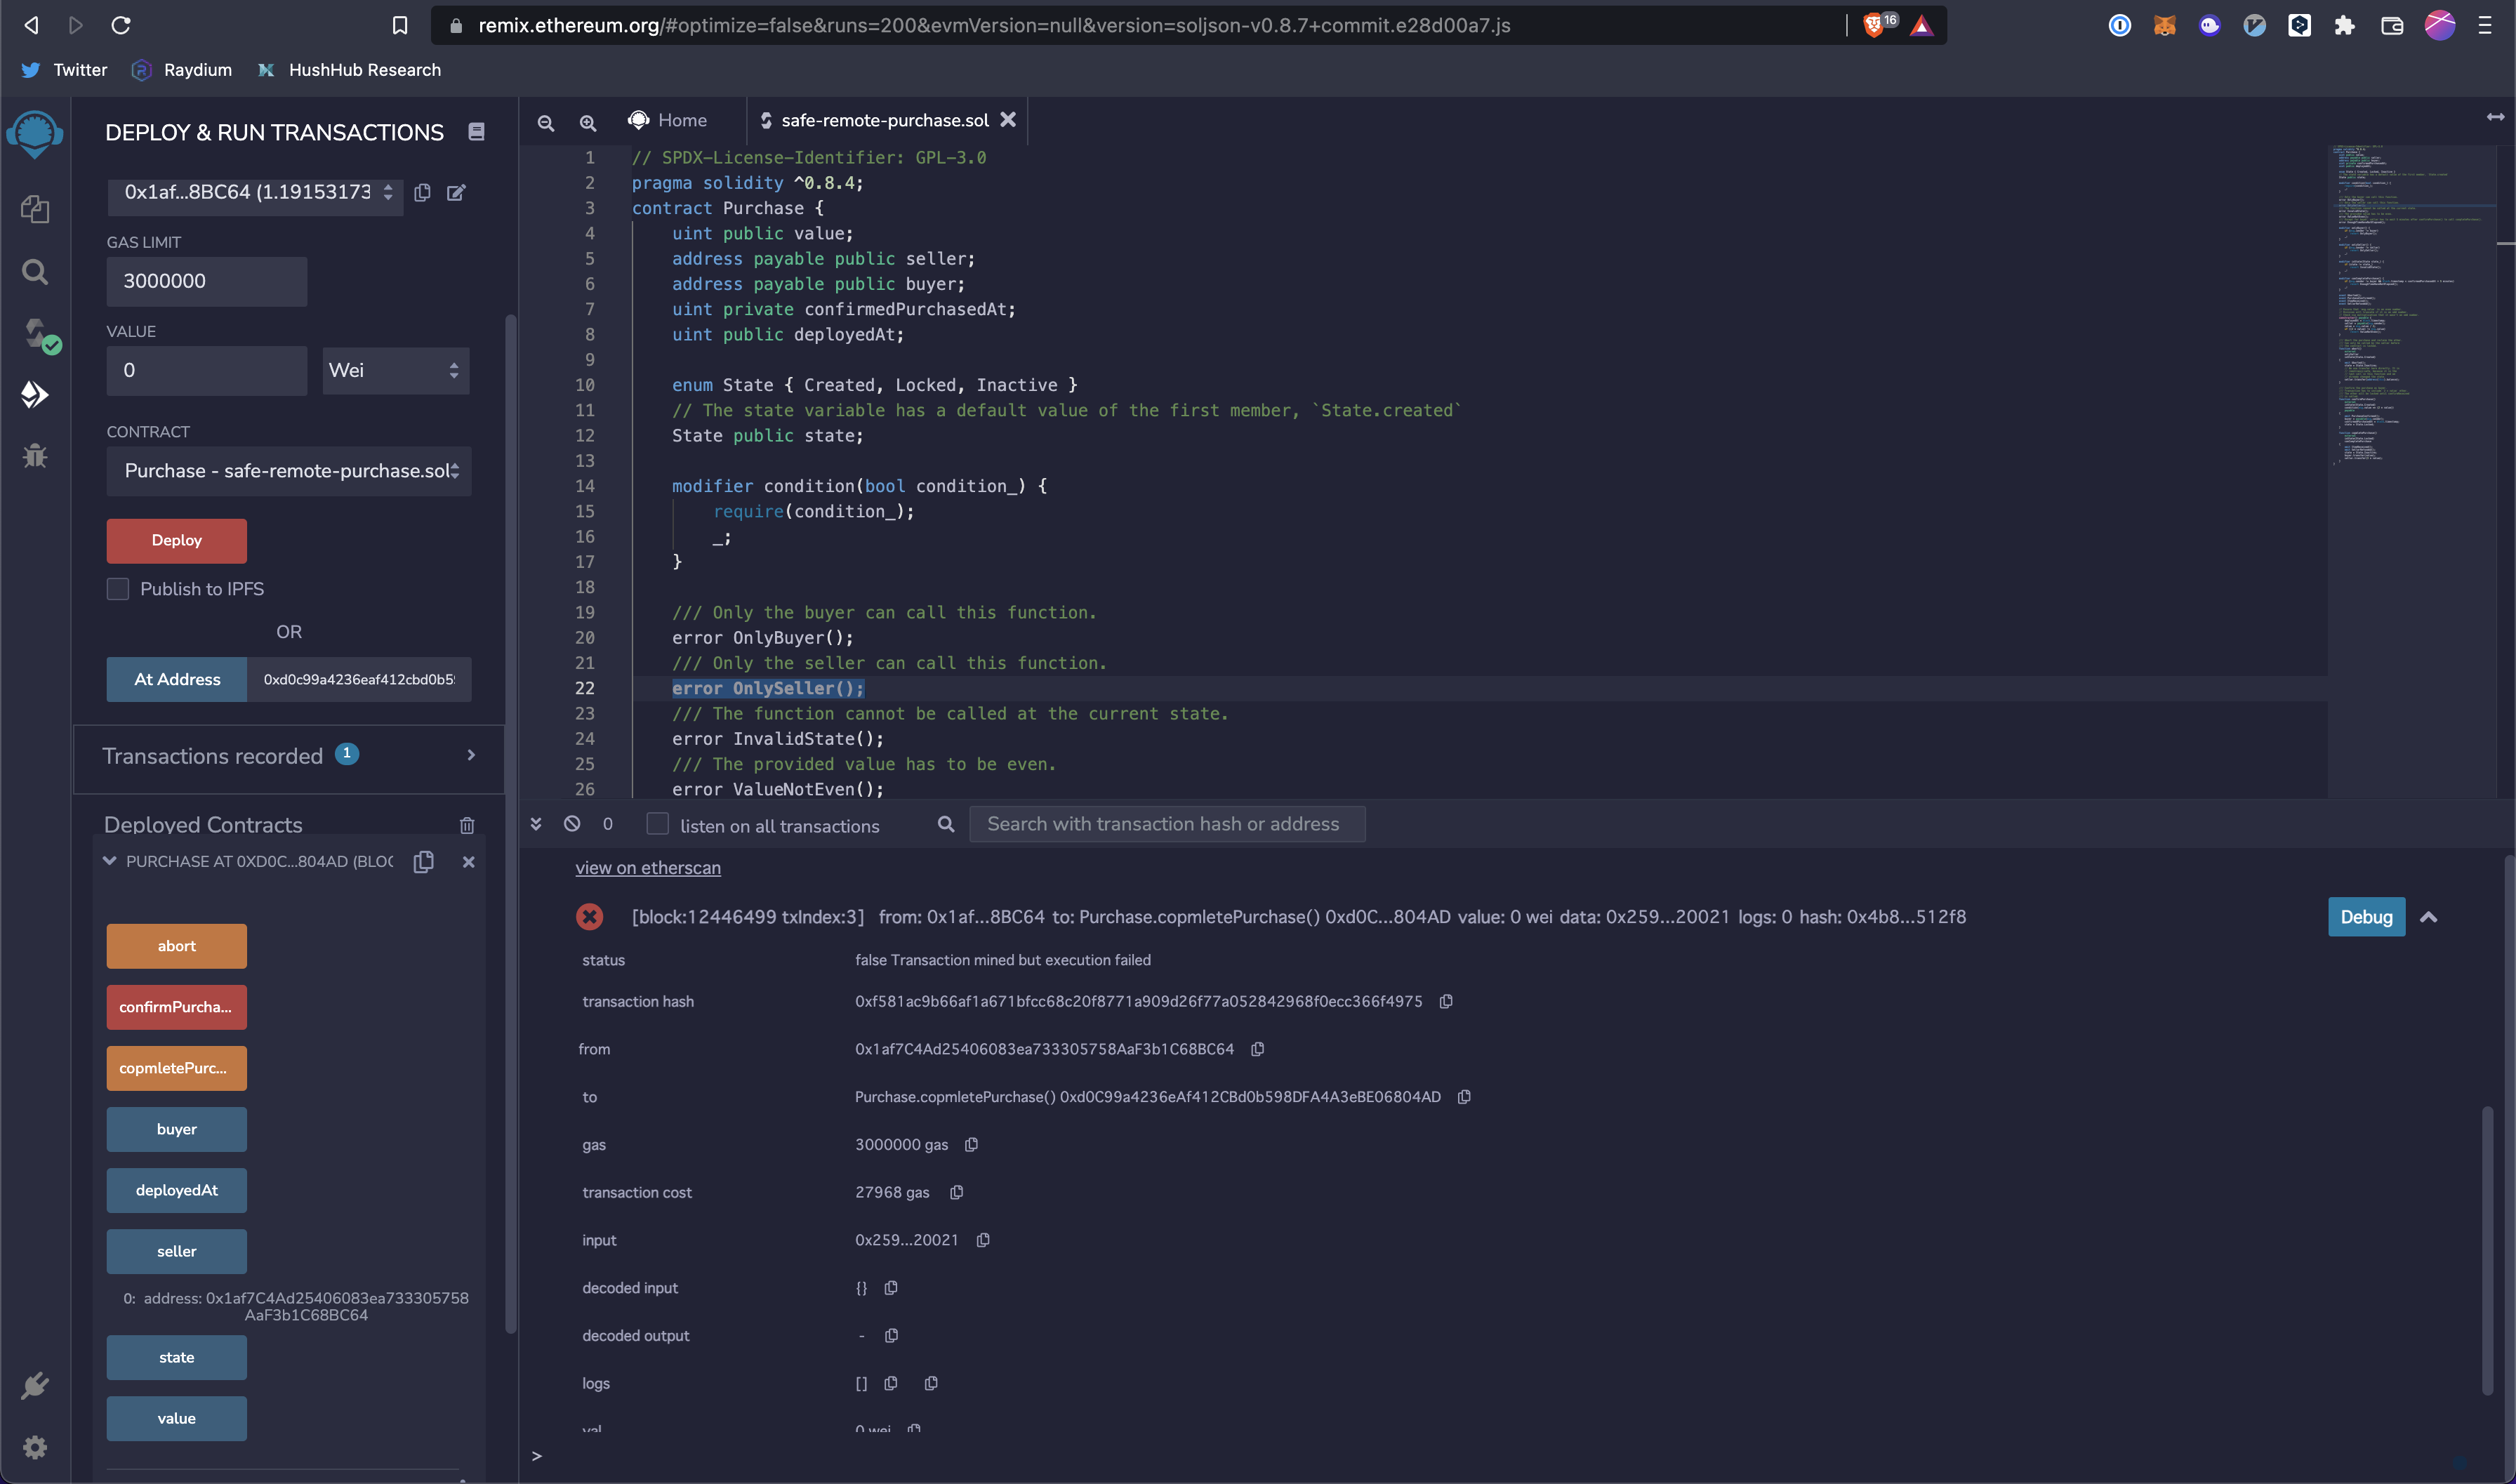 remix.ethereum.org/#optimize=false&runs=200&evmVersion=null&version=soljson-v0.8.7+commit.e28d00a7.js
16
Twitter
Raydium
HushHub Research
DEPLOY & RUN TRANSACTIONS
0x1af...8BC64 (1.19153173
GAS LIMIT
3000000
VALUE
0
Wei
CONTRACT
Purchase - safe-remote-purchase.sol
Deploy
Publish to IPFS
OR
At Address
0xd0c99a4236eaf412cbd0b5
Transactions recorded 1
Deployed Contracts
PURCHASE AT 0XD0C...804AD (BLOC
abort
confirmPurcha...
copmletePurc...
buyer
deployedAt
seller
0: address: 0x1af7C4Ad25406083ea733305758
AaF3b1C68BC64
state
value
Home
safe-remote-purchase.sol
1 // SPDX-License-Identifier: GPL-3.0
2 pragma solidity ^0.8.4;
3 contract Purchase {
4 uint public value;
5 address payable public seller;
6 address payable public buyer;
7 uint private confirmedPurchasedAt;
8 uint public deployedAt;
9
10 enum State { Created, Locked, Inactive }
11 // The state variable has a default value of the first member, `State.created`
12 State public state;
13
14 modifier condition(bool condition_) {
15 require(condition_);
16 _;
17 }
18
19 /// Only the buyer can call this function.
20 error OnlyBuyer();
21 /// Only the seller can call this function.
22 error OnlySeller();
23 /// The function cannot be called at the current state.
24 error InvalidState();
25 /// The provided value has to be even.
26 error ValueNotEven();
0
listen on all transactions
Search with transaction hash or address
view on etherscan
[block:12446499 txIndex:3] from: 0x1af...8BC64 to: Purchase.copmletePurchase() 0xd0C...804AD value: 0 wei data: 0x259...20021 logs: 0 hash: 0x4b8...512f8
Debug
status false Transaction mined but execution failed
transaction hash 0xf581ac9b66af1a671bfcc68c20f8771a909d26f77a052842968f0ecc366f4975
from 0x1af7C4Ad25406083ea733305758AaF3b1C68BC64
to Purchase.copmletePurchase() 0xd0C99a4236eAf412CBd0b598DFA4A3eBE06804AD
gas 3000000 gas
transaction cost 27968 gas
input 0x259...20021
decoded input {}
decoded output -
logs []
val 0 wei
>